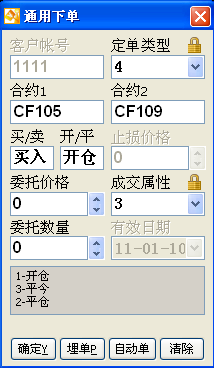 通用下单
客户帐号 定单类型
1111 4
合约1 合约2
CF105 CF109
买/卖 开/平 止损价格
买入 开仓 0
委托价格 成交属性
0 3
委托数量 有效日期
0 11-01-10
1-开仓
3-平今
2-平仓
确定Y 埋单P 自动单 清除